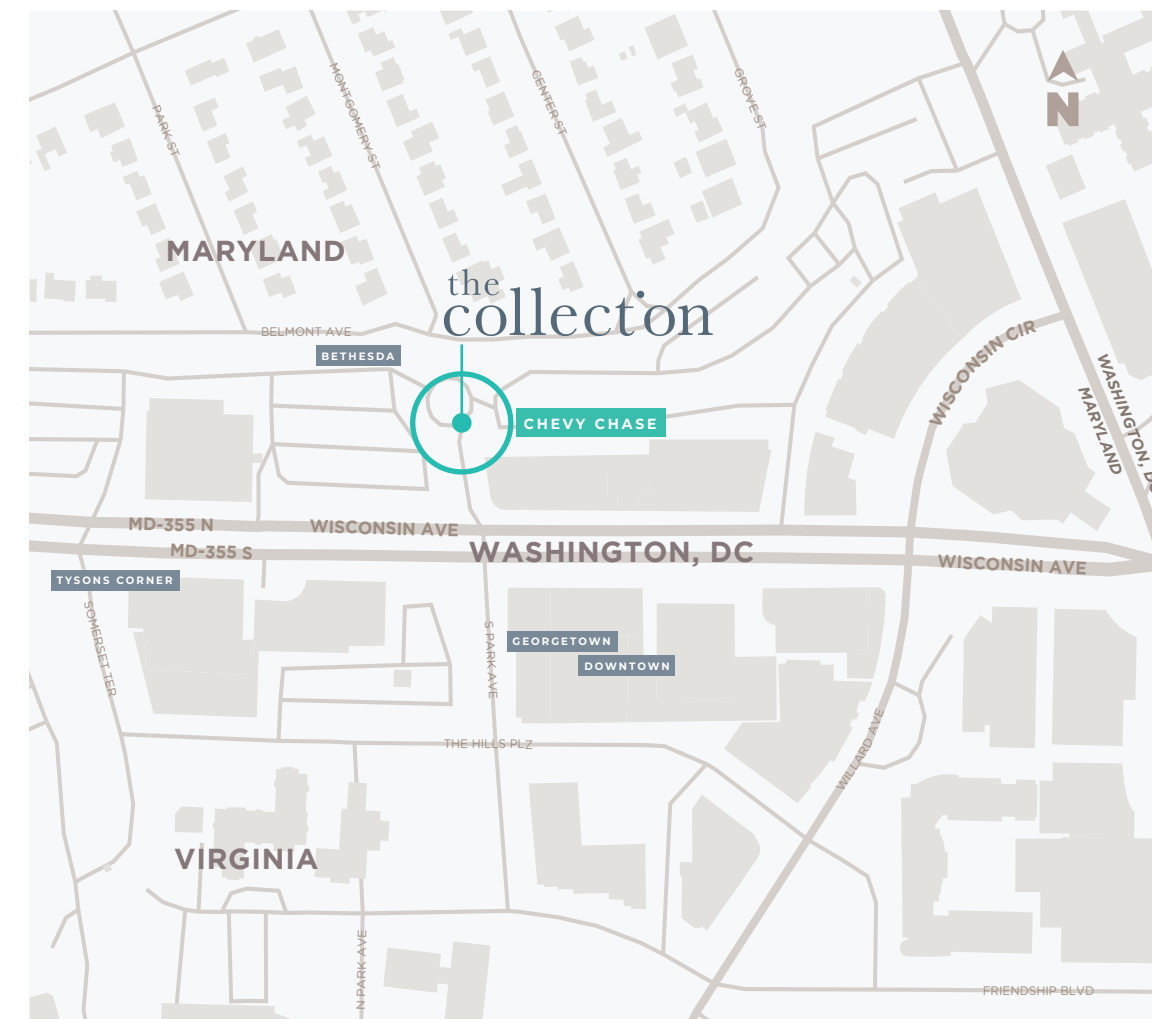 PARK ST
MONTGOMERY ST
CENTER ST
GROVE ST
N
MARYLAND
the
collection
BELMONT AVE
BETHESDA
CHEVY CHASE
WISCONSIN CIR
WASHINGTON, DC
MARYLAND
MD-355 N
WISCONSIN AVE
MD-355 S
WASHINGTON, DC
WISCONSIN AVE
TYSONS CORNER
SOMERSET TER
S PARK AVE
GEORGETOWN
DOWNTOWN
THE HILLS PLZ
WILLARD AVE
VIRGINIA
N PARK AVE
FRIENDSHIP BLVD